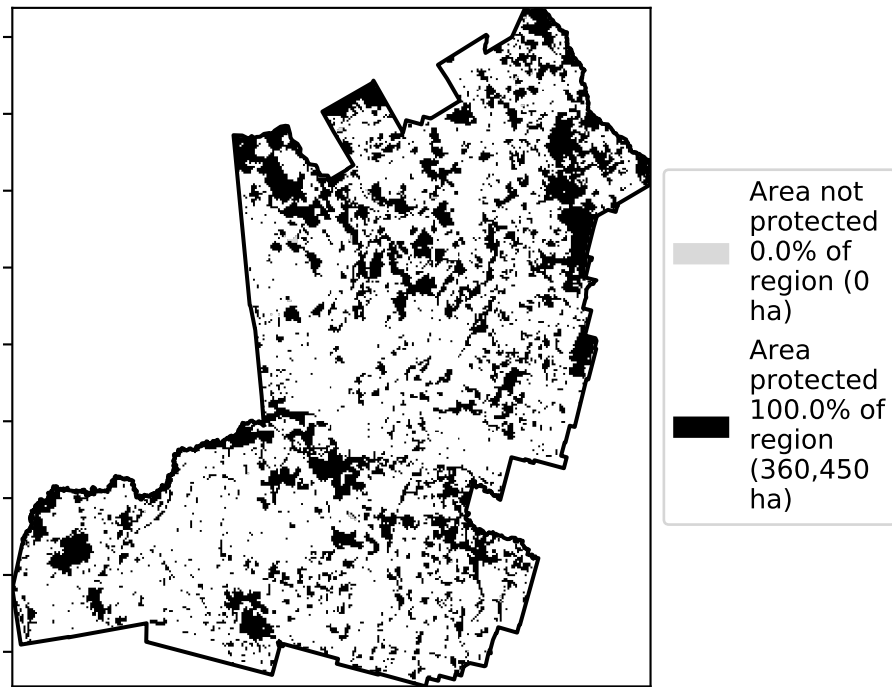 Area not
protected
0.0% of
region (0
ha)
Area
protected
100.0% of
region
(360,450
ha)